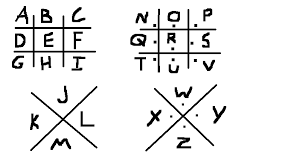 A B C N O P
D E F Q R S
G H I T U V
J W
K L X Y
M Z